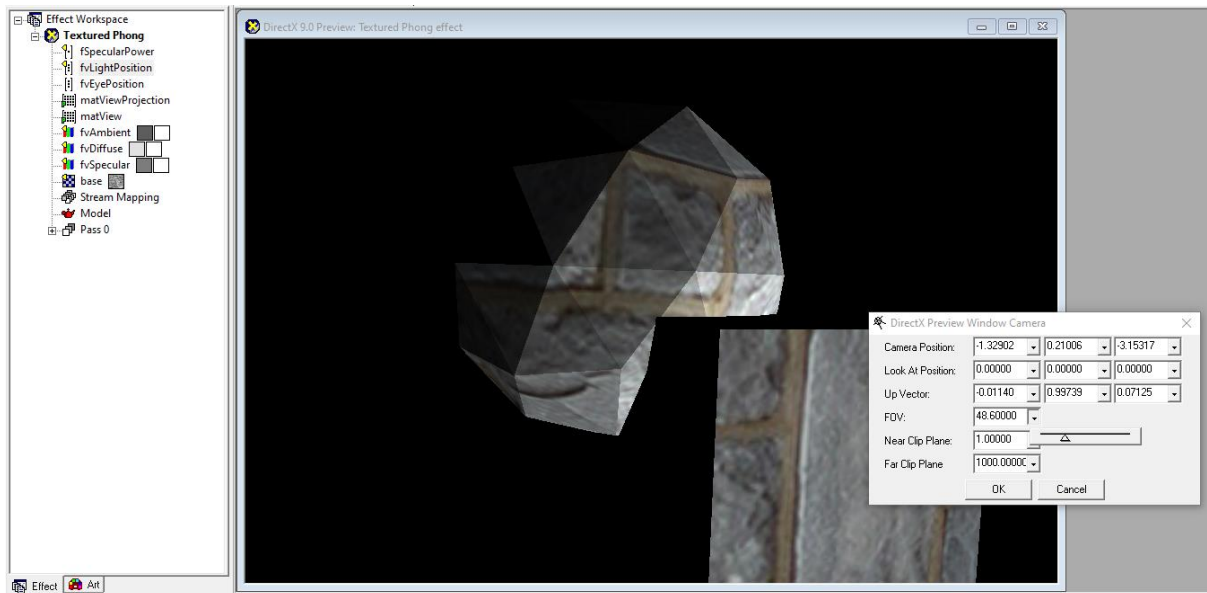 Effect Workspace
Textured Phong
fSpecularPower
fvLightPosition
fvEyePosition
matViewProjection
matView
fvAmbient
fvDiffuse
fvSpecular
base
Stream Mapping
Model
Pass 0
Effect Art
DirectX 9.0 Preview: Textured Phong effect
DirectX Preview Window Camera
Camera Position: -1.32902 0.21006 -3.15317
Look At Position: 0.00000 0.00000 0.00000
Up Vector: -0.01140 0.99739 0.07125
FOV: 48.60000
Near Clip Plane: 1.00000
Far Clip Plane 1000.0000
OK Cancel